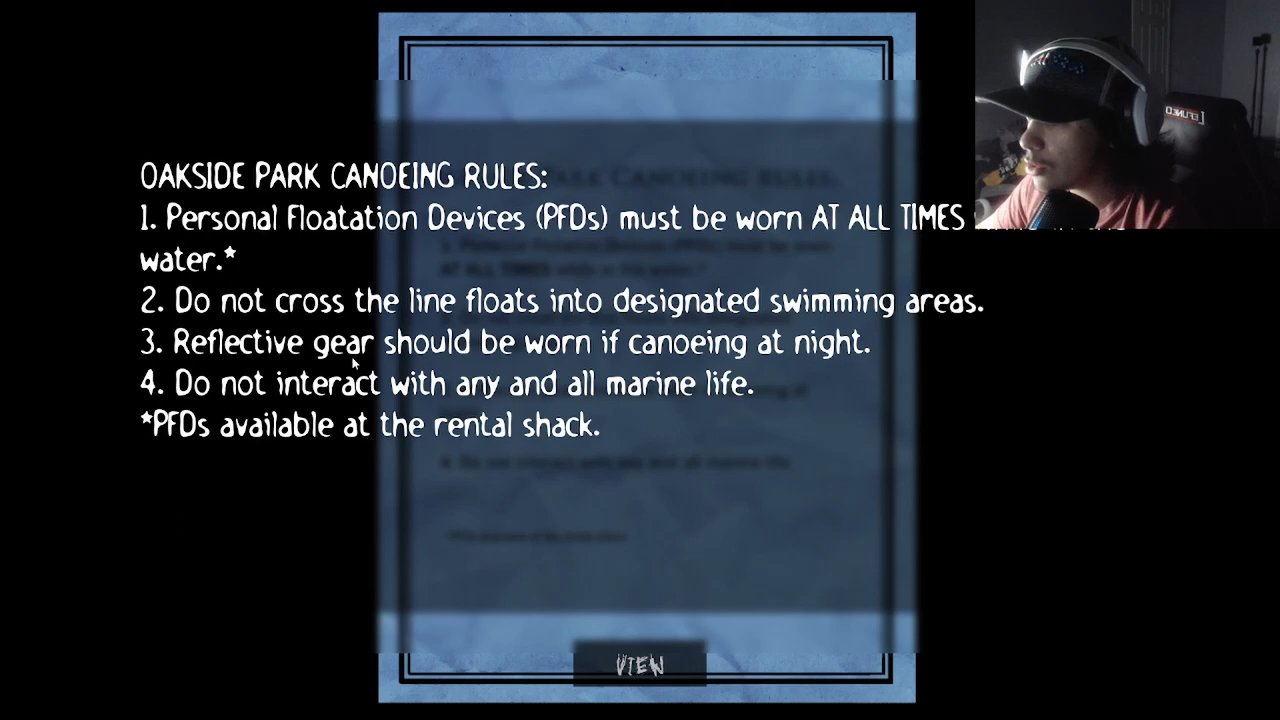 OAKSIDE PARK CANOEING RULES:
1. Personal Floatation Devices (PFDs) must be worn AT ALL TIMES
water.*
2. Do not cross the line floats into designated swimming areas.
3. Reflective gear should be worn if canoeing at night.
4. Do not interact with any and all marine life.
*PFDs available at the rental shack.
VIEW